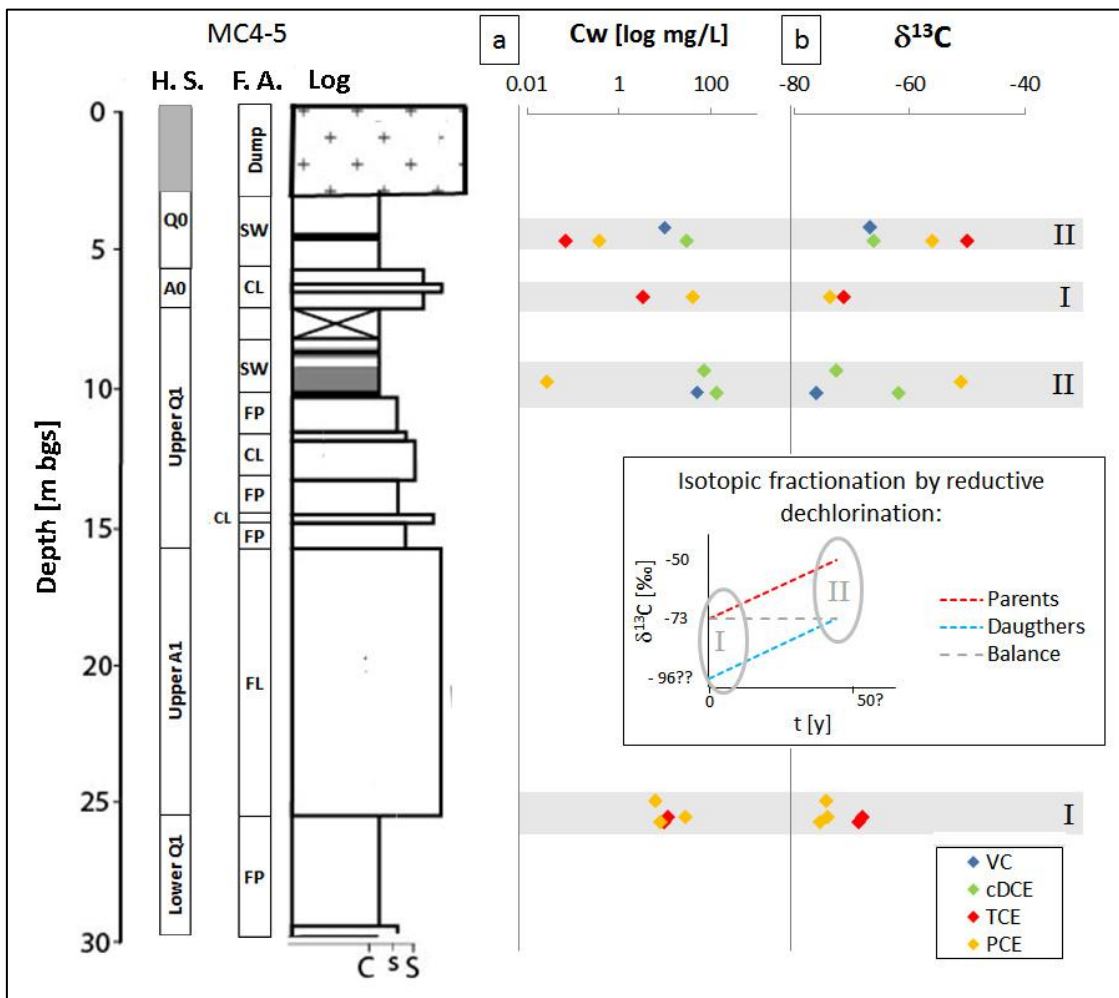 MC4-5
a
Cw [log mg/L]
b
δ¹³C
H. S.
F. A.
Log
0.01
1
100
-80
-60
-40
0
5
10
15
20
25
30
Depth [m bgs]
Q0
A0
Upper Q1
Upper A1
Lower Q1
Dump
SW
CL
SW
FP
CL
FP
CL
FP
FL
FP
C
s
S
II
I
II
I
Isotopic fractionation by reductive
dechlorination:
δ¹³C [‰]
-50
-73
- 96??
I
II
0
50?
t [y]
Parents
Daugthers
Balance
VC
cDCE
TCE
PCE